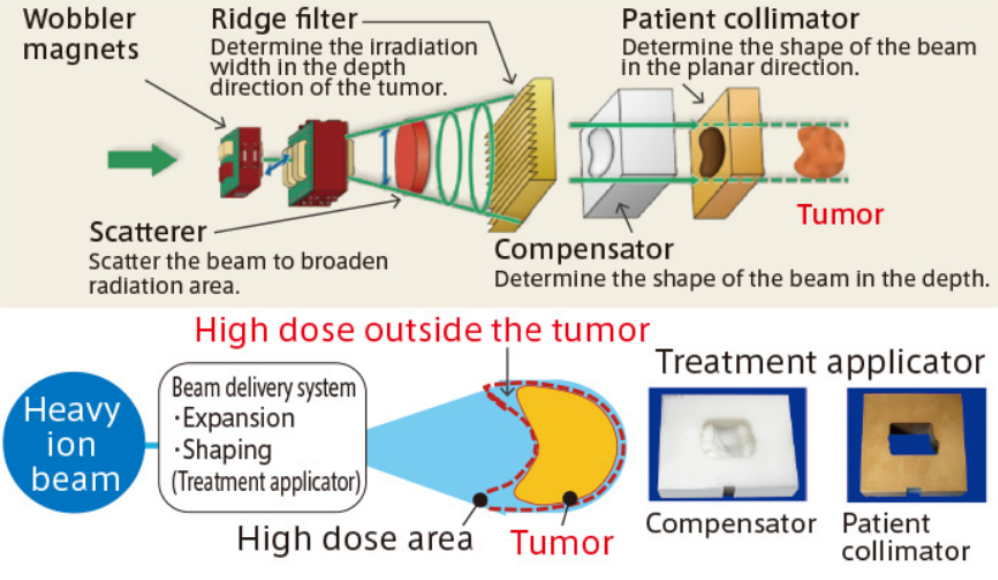 Wobbler
magnets
Ridge filter
Determine the irradiation
width in the depth
direction of the tumor.
Patient collimator
Determine the shape of the beam
in the planar direction.
Scatterer
Scatter the beam to broaden
radiation area.
Compensator
Determine the shape of the beam in the depth.
Tumor
High dose outside the tumor
Heavy
ion
beam
Beam delivery system
・Expansion
・Shaping
(Treatment applicator)
High dose area
Tumor
Treatment applicator
Compensator
Patient
collimator